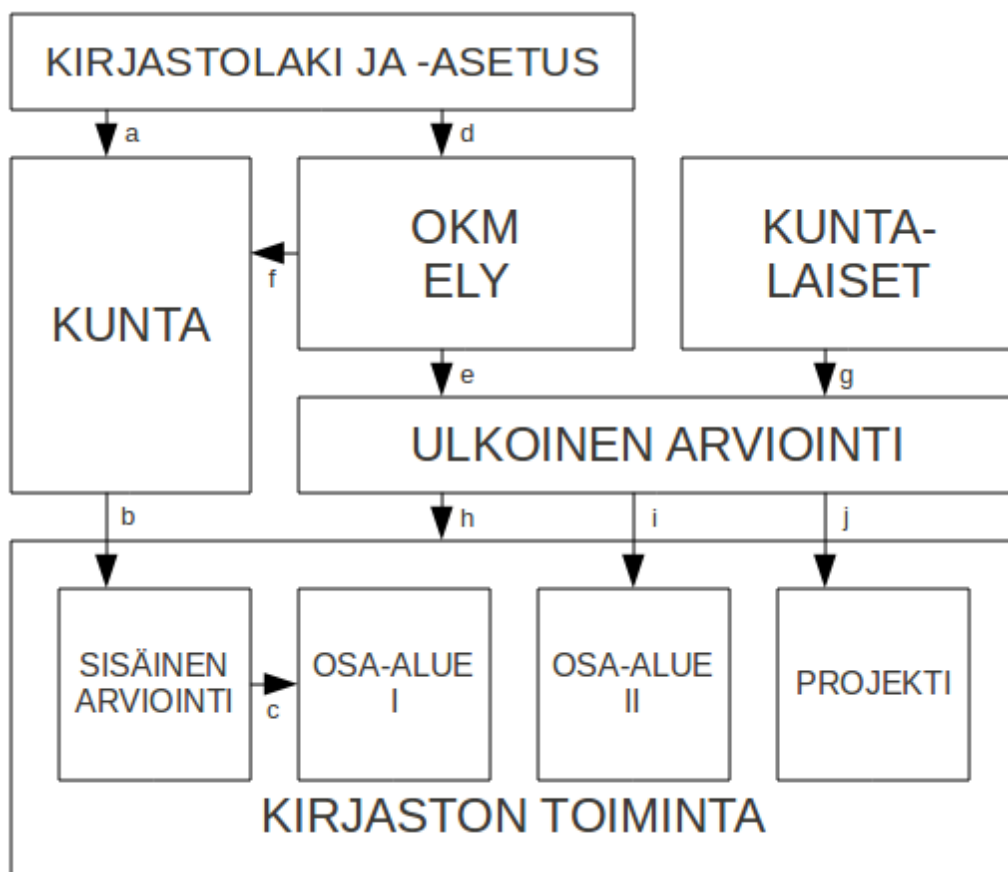 KIRJASTOLAKI JA -ASETUS
a
d
KUNTA
OKM
ELY
KUNTA-
LAISET
f
e
g
ULKOINEN ARVIOINTI
b
h
i
j
SISÄINEN
ARVIOINTI
c
OSA-ALUE
I
OSA-ALUE
II
PROJEKTI
KIRJASTON TOIMINTA